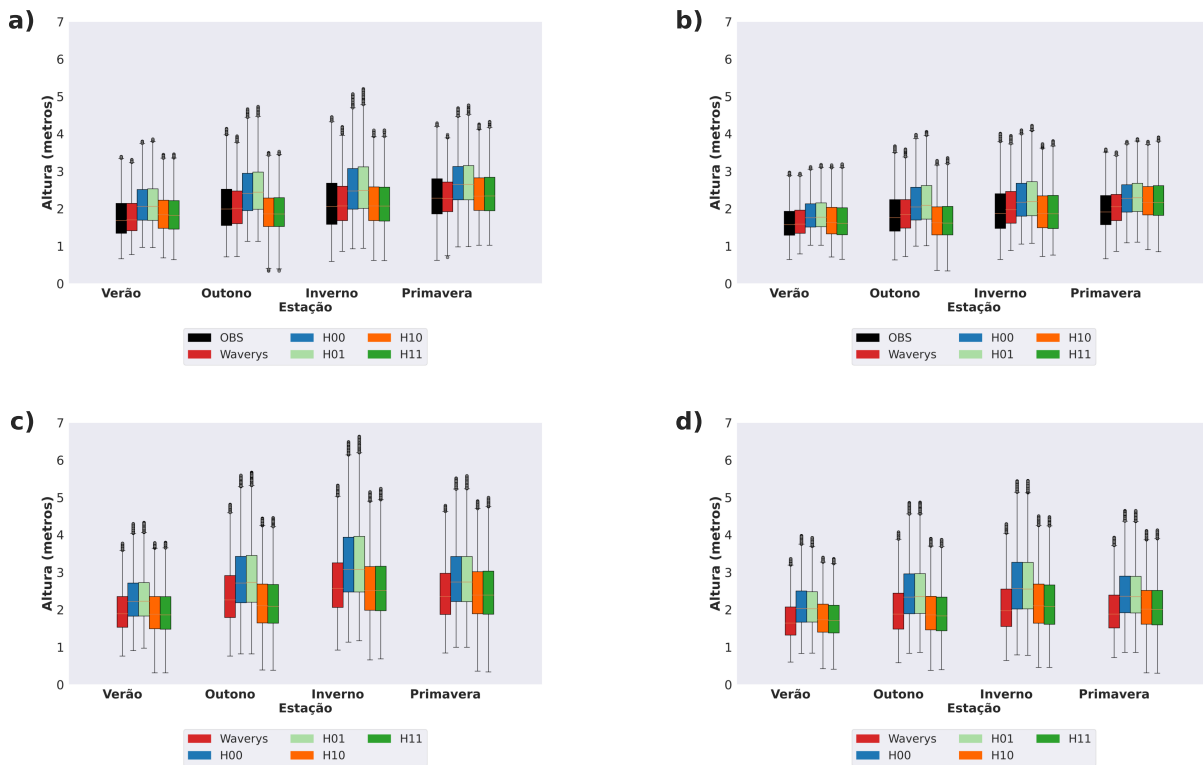 a)
7
6
5
4
3
2
1
0
Altura (metros)
Verão Outono Inverno Primavera
Estação
OBS H00 H10
Waverys H01 H11
b)
7
6
5
4
3
2
1
0
Altura (metros)
Verão Outono Inverno Primavera
Estação
OBS H00 H10
Waverys H01 H11
c)
7
6
5
4
3
2
1
0
Altura (metros)
Verão Outono Inverno Primavera
Estação
Waverys H01 H11
H00 H10
d)
7
6
5
4
3
2
1
0
Altura (metros)
Verão Outono Inverno Primavera
Estação
Waverys H01 H11
H00 H10